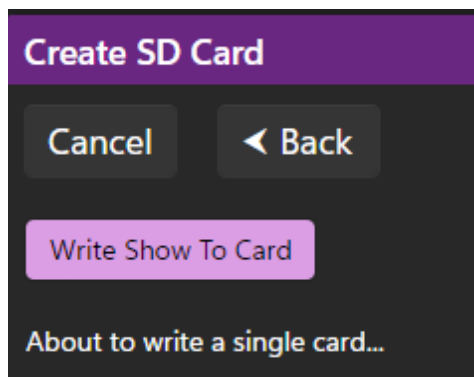 Create SD Card
Cancel
⮜ Back
Write Show To Card
About to write a single card...